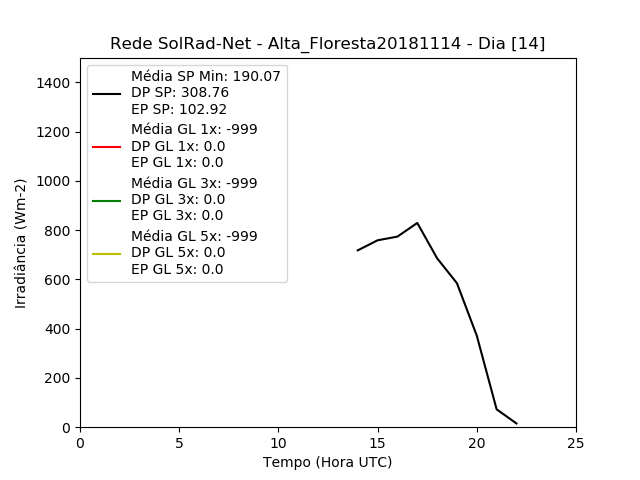 Rede SolRad-Net - Alta_Floresta20181114 - Dia [14]
Média SP Min: 190.07
DP SP: 308.76
EP SP: 102.92
Média GL 1x: -999
DP GL 1x: 0.0
EP GL 1x: 0.0
Média GL 3x: -999
DP GL 3x: 0.0
EP GL 3x: 0.0
Média GL 5x: -999
DP GL 5x: 0.0
EP GL 5x: 0.0
Irradiância (Wm-2)
1400
1200
1000
800
600
400
200
0
0 5 10 15 20 25
Tempo (Hora UTC)